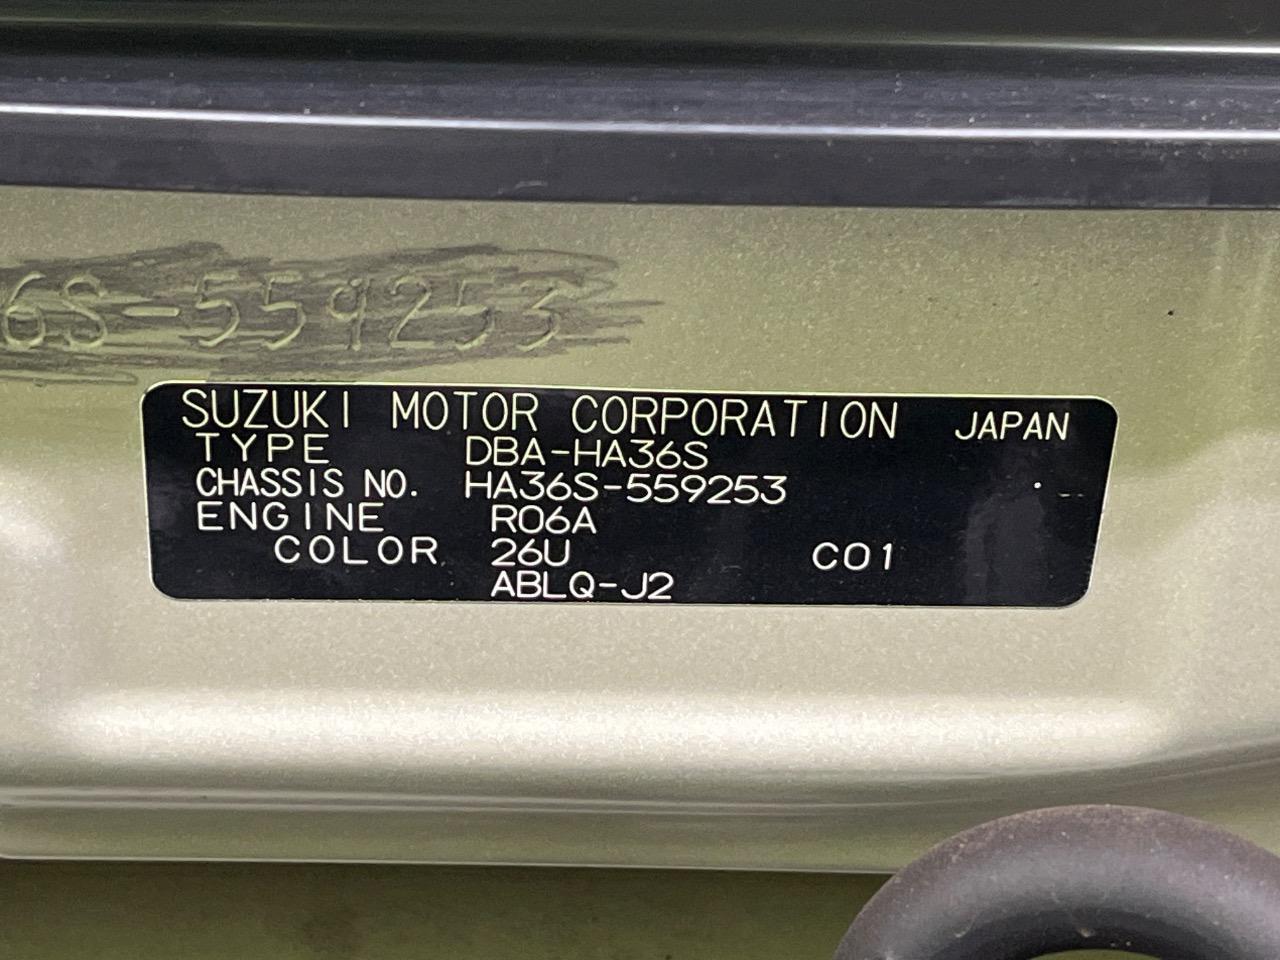 6S-559253
SUZUKI MOTOR CORPORATION JAPAN
TYPE DBA-HA36S
CHASSIS NO. HA36S-559253
ENGINE R06A
COLOR 26U C01
ABLQ-J2